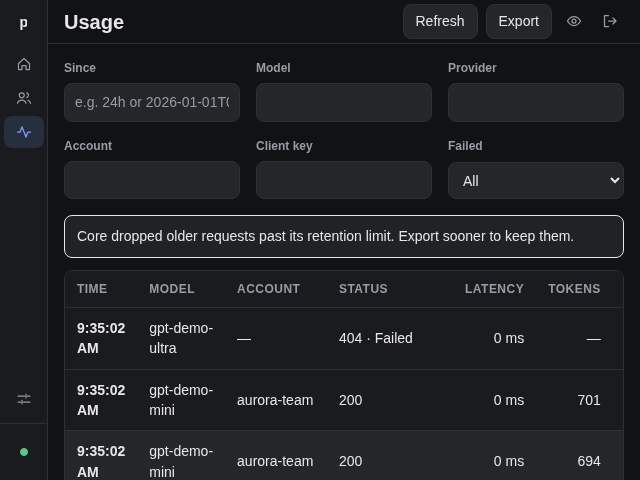 p
Usage
Refresh
Export
Since
Model
Provider
e.g. 24h or 2026-01-01T(
Account
Client key
Failed
All
Core dropped older requests past its retention limit. Export sooner to keep them.
TIME MODEL ACCOUNT STATUS LATENCY TOKENS
9:35:02 AM gpt-demo-ultra — 404 · Failed 0 ms —
9:35:02 AM gpt-demo-mini aurora-team 200 0 ms 701
9:35:02 AM gpt-demo-mini aurora-team 200 0 ms 694